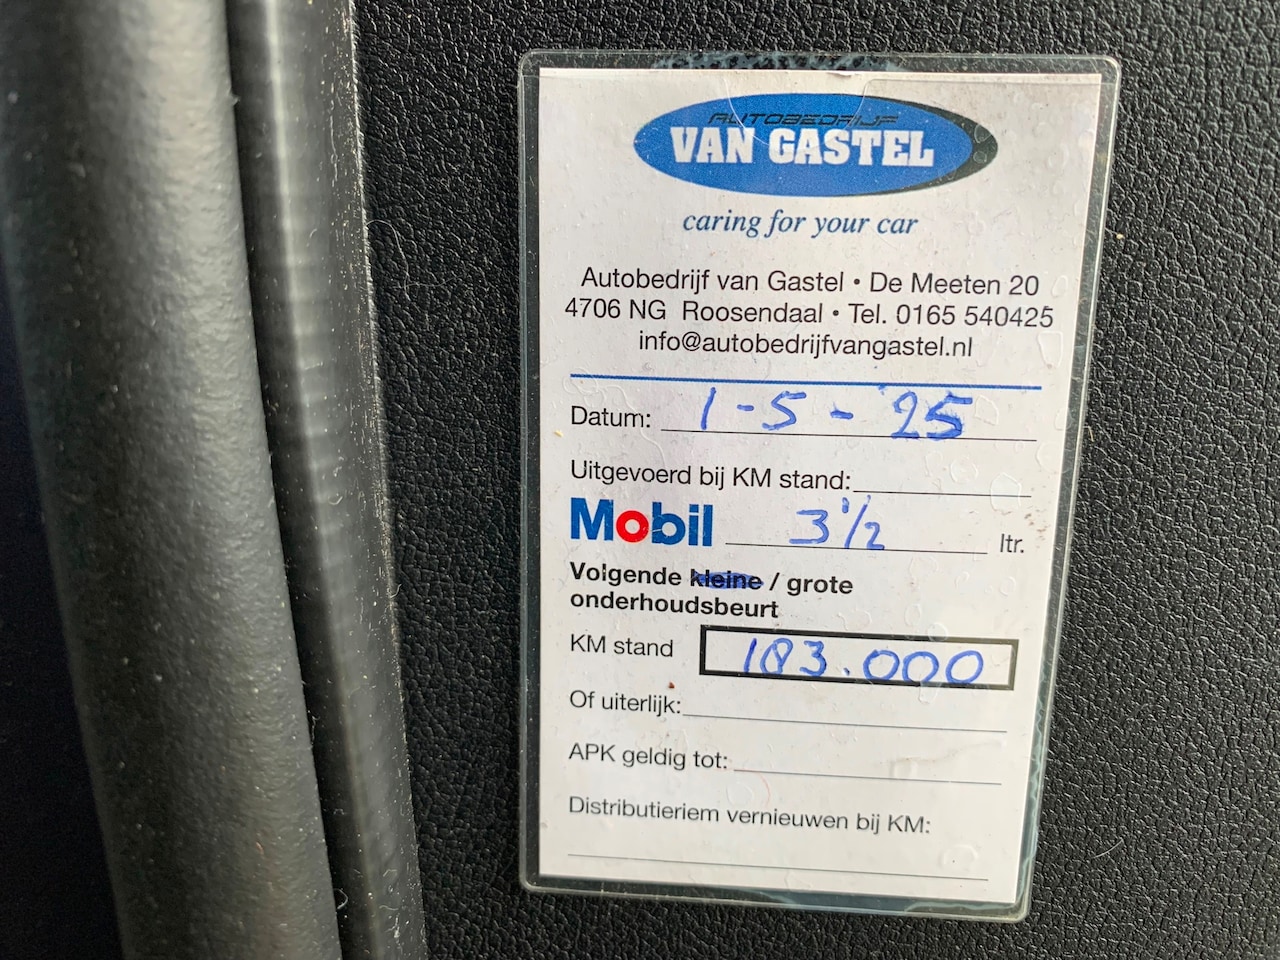 AUTOBEDRIJF
VAN GASTEL
caring for your car
Autobedrijf van Gastel • De Meeten 20
4706 NG Roosendaal • Tel. 0165 540425
info@autobedrijfvangastel.nl
Datum: 1-5-'25
Uitgevoerd bij KM stand:
Mobil 3 1/2 ltr.
Volgende kleine / grote
onderhoudsbeurt
KM stand 183.000
Of uiterlijk:
APK geldig tot:
Distributieriem vernieuwen bij KM: